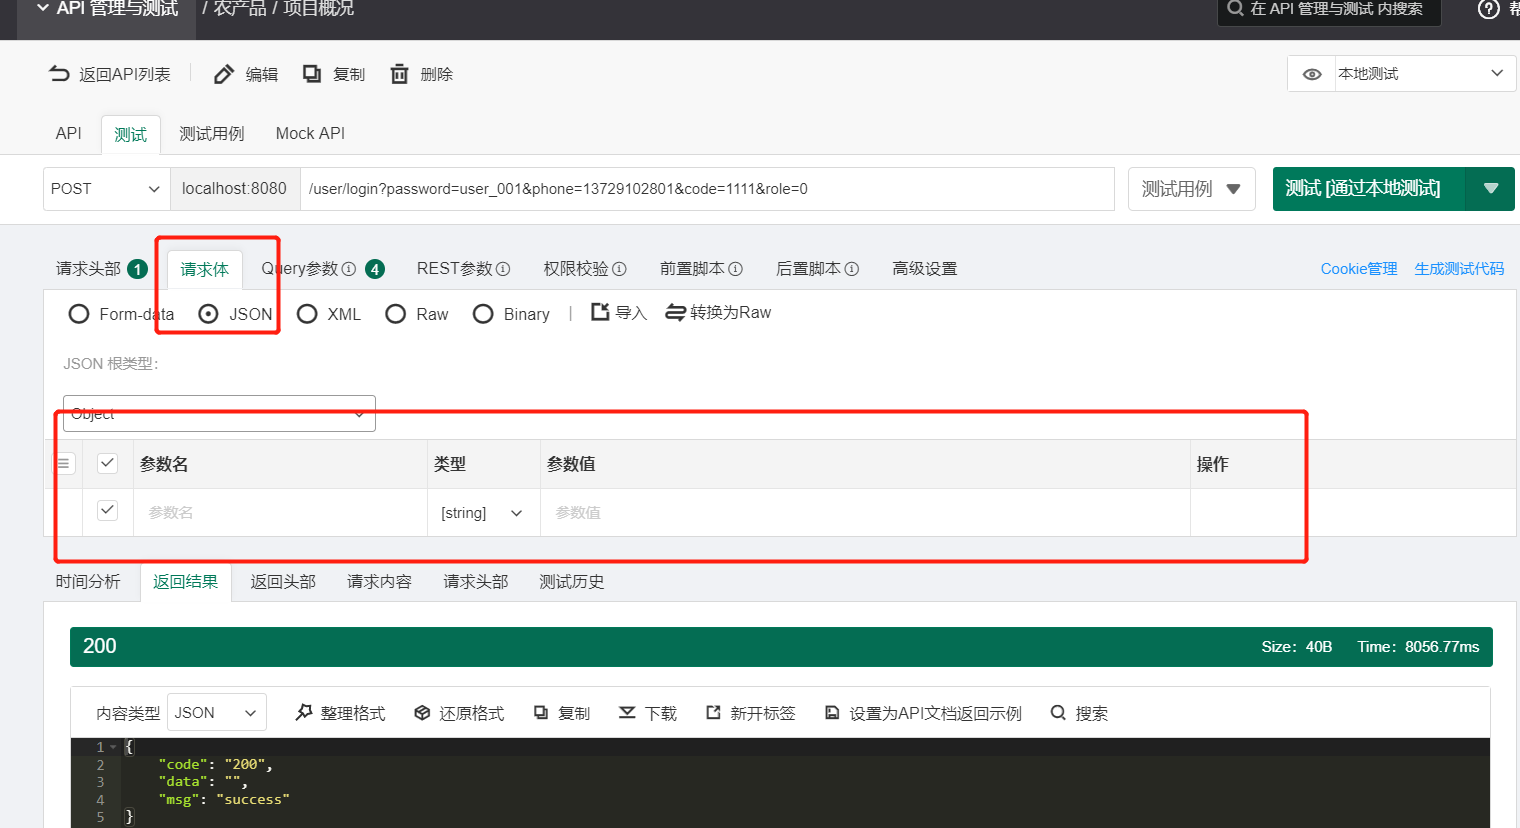 API 管理与测试 / 农产品 / 项目概况 在 API 管理与测试 内搜索
返回API列表 编辑 复制 删除 本地测试
API 测试 测试用例 Mock API
POST localhost:8080 /user/login?password=user_001&phone=13729102801&code=1111&role=0 测试用例 测试 [通过本地测试]
请求头部 1 请求体 Query参数 4 REST参数 权限校验 前置脚本 后置脚本 高级设置 Cookie管理 生成测试代码
Form-data JSON XML Raw Binary | 导入 转换为Raw
JSON 根类型:
Object
参数名 类型 参数值 操作
参数名 [string] 参数值
时间分析 返回结果 返回头部 请求内容 请求头部 测试历史
200 Size: 40B Time: 8056.77ms
内容类型 JSON 整理格式 还原格式 复制 下载 新开标签 设置为API文档返回示例 搜索
1 {
2 "code": "200",
3 "data": "",
4 "msg": "success"
5 }